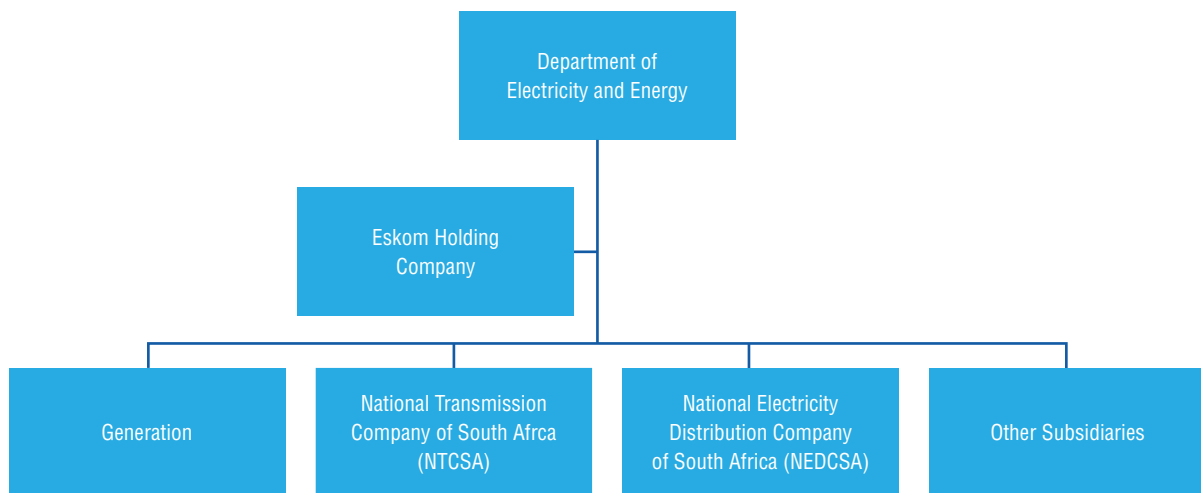 Department of
Electricity and Energy
Eskom Holding
Company
Generation
National Transmission
Company of South Afrca
(NTCSA)
National Electricity
Distribution Company
of South Africa (NEDCSA)
Other Subsidiaries